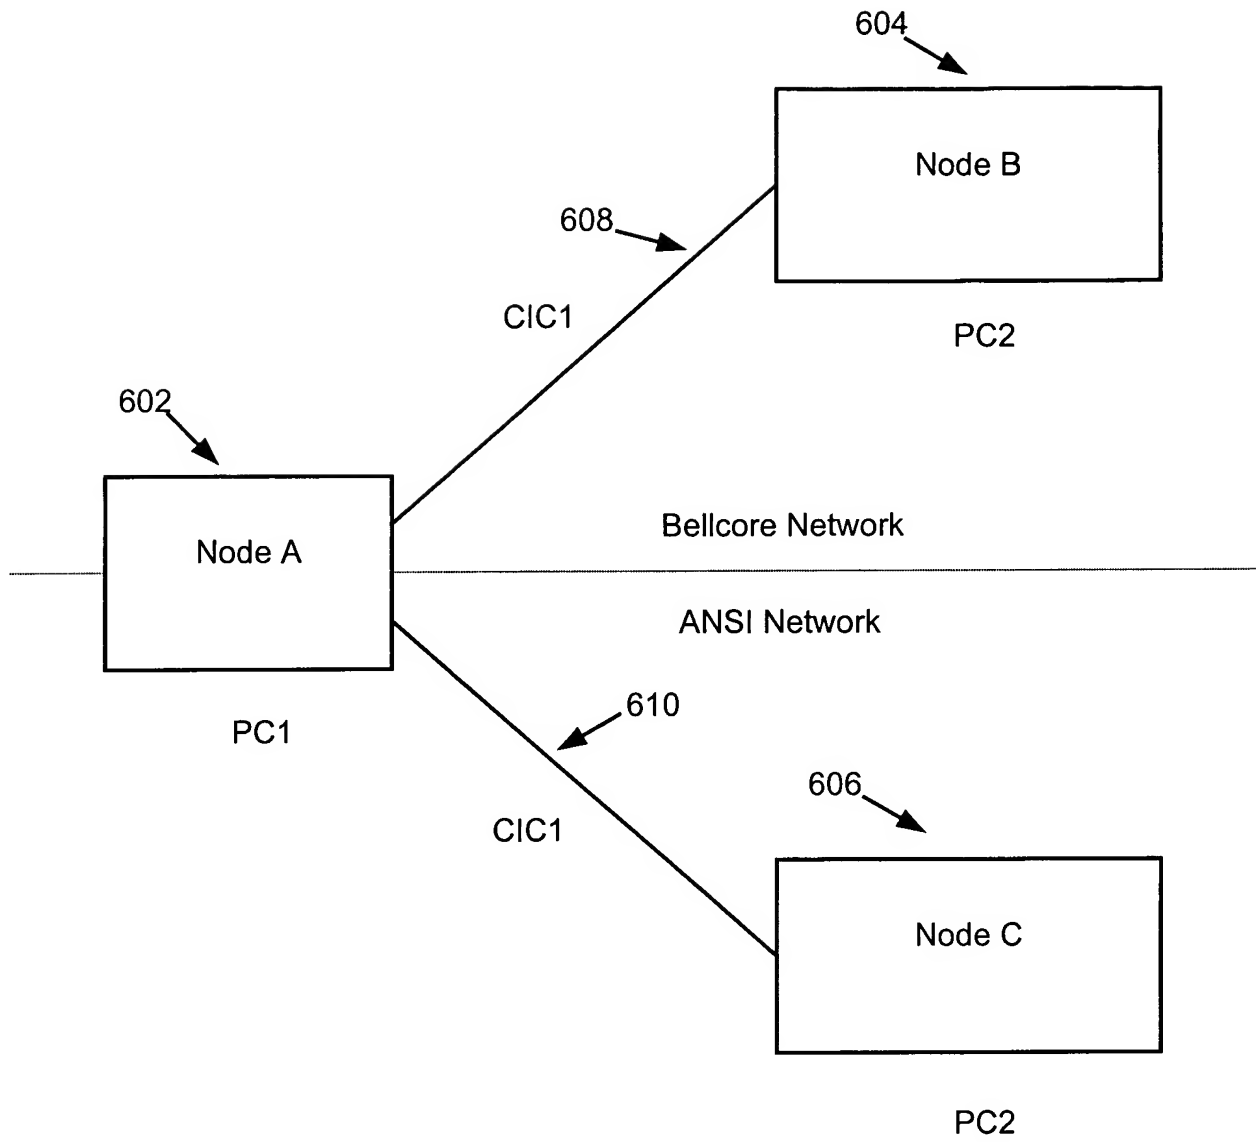 604
Node B
608
CIC1
PC2
602
Node A
Bellcore Network
ANSI Network
PC1
610
606
CIC1
Node C
PC2